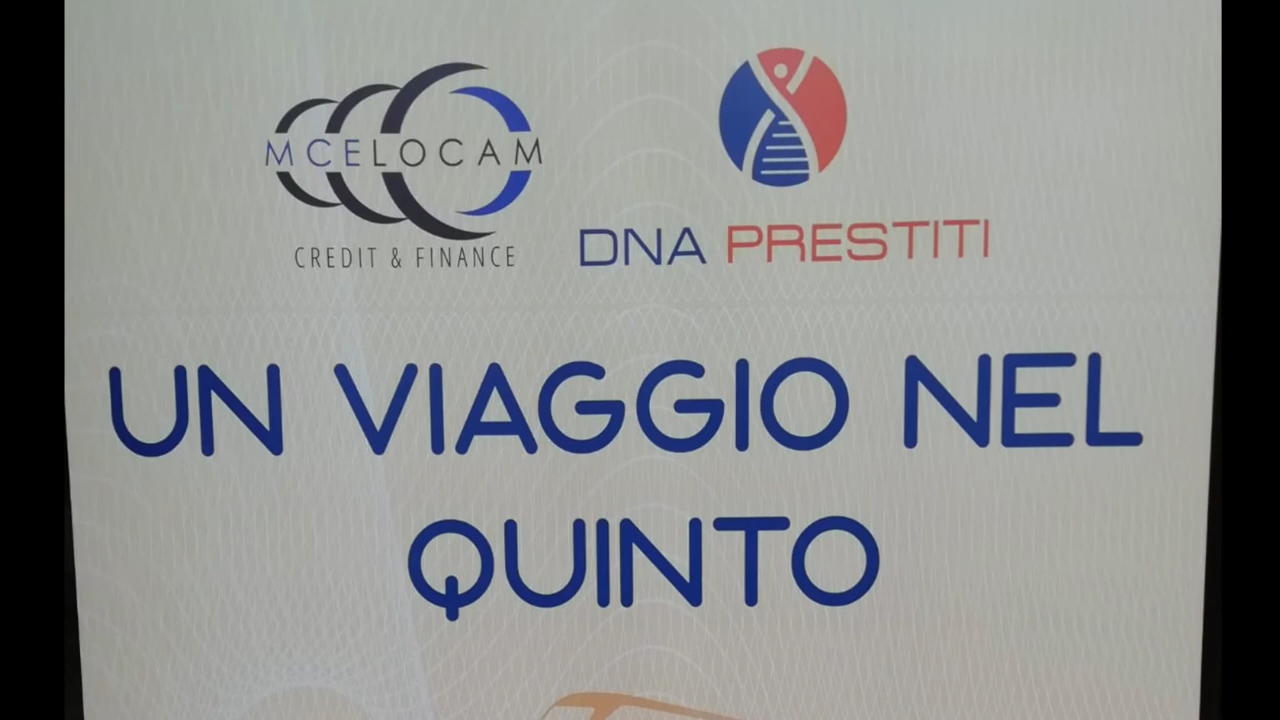 MCELOCAM
CREDIT & FINANCE
DNA PRESTITI
UN VIAGGIO NEL
QUINTO